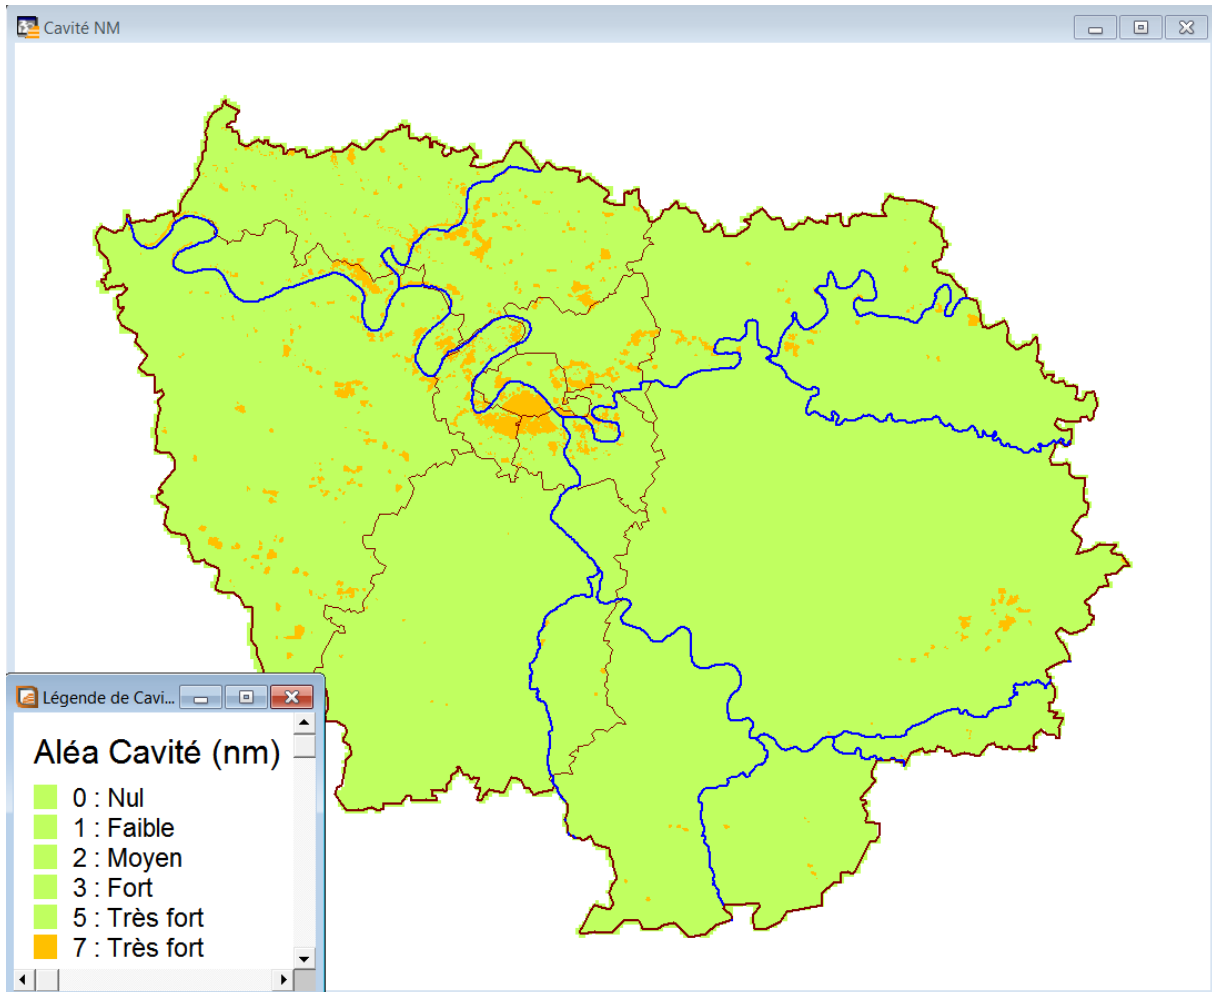 Cavité NM
Légende de Cavi...
Aléa Cavité (nm)
0 : Nul
1 : Faible
2 : Moyen
3 : Fort
5 : Très fort
7 : Très fort